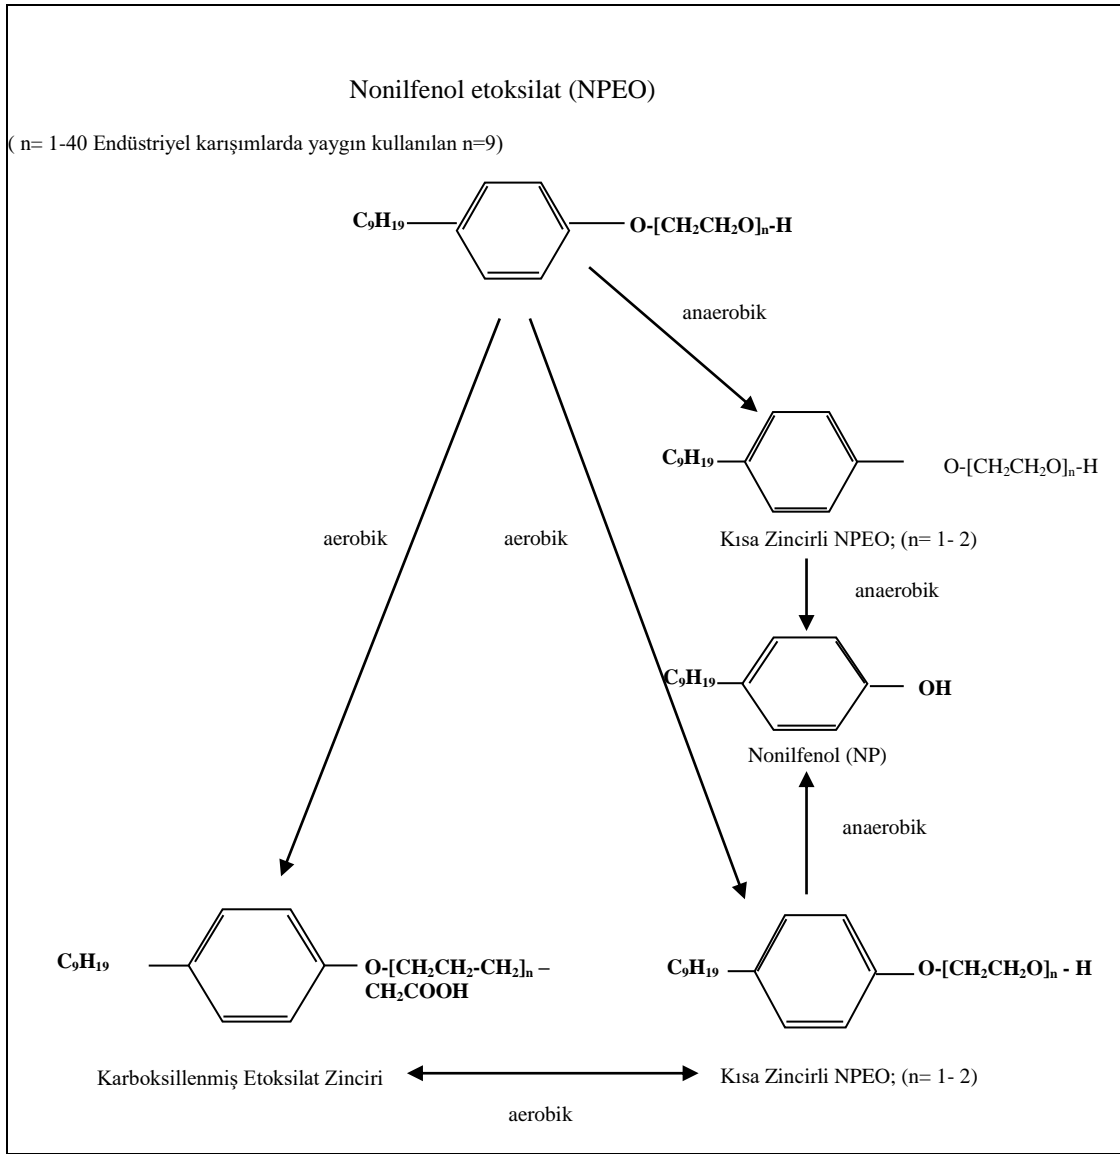 Nonilfenol etoksilat (NPEO)
( n= 1-40 Endüstriyel karışımlarda yaygın kullanılan n=9)
C₉H₁₉ O-[CH₂CH₂O]ₙ-H
anaerobik
C₉H₁₉ O-[CH₂CH₂O]ₙ-H
Kısa Zincirli NPEO; (n= 1- 2)
aerobik
aerobik
anaerobik
C₉H₁₉ OH
Nonilfenol (NP)
anaerobik
C₉H₁₉ O-[CH₂CH₂-CH₂]ₙ –
CH₂COOH
C₉H₁₉ O-[CH₂CH₂O]ₙ - H
Karboksillenmiş Etoksilat Zinciri
Kısa Zincirli NPEO; (n= 1- 2)
aerobik